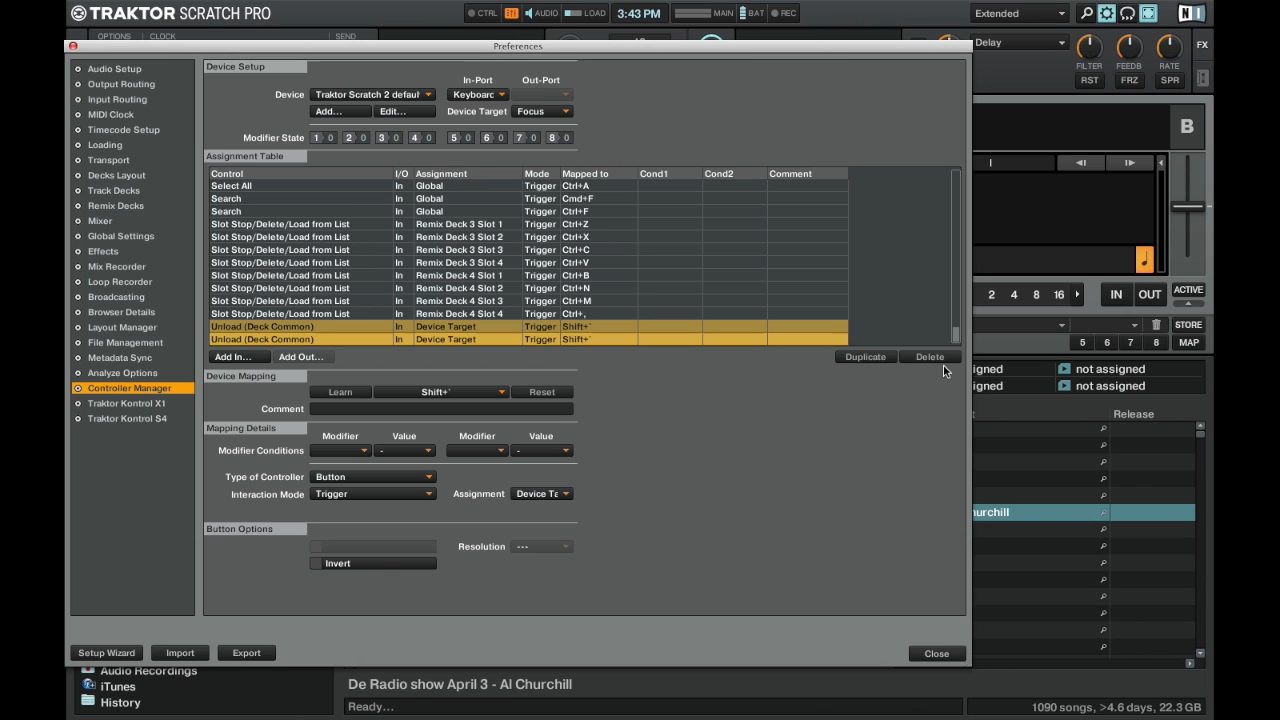 TRAKTOR SCRATCH PRO
CTRL AUDIO LOAD 3:43 PM MAIN BAT REC
Extended
OPTIONS CLOCK SEND
Preferences
Delay
FILTER FEEDB RATE
RST FRZ SPR
FX
Audio Setup
Output Routing
Input Routing
MIDI Clock
Timecode Setup
Loading
Transport
Decks Layout
Track Decks
Remix Decks
Mixer
Global Settings
Effects
Mix Recorder
Loop Recorder
Broadcasting
Browser Details
Layout Manager
File Management
Metadata Sync
Analyze Options
Controller Manager
Traktor Kontrol X1
Traktor Kontrol S4
Device Setup
In-Port Out-Port
Device Traktor Scratch 2 defaul Keyboard
Add... Edit... Device Target Focus
Modifier State 1 0 2 0 3 0 4 0 5 0 6 0 7 0 8 0
Assignment Table
Control I/O Assignment Mode Mapped to Cond1 Cond2 Comment
Select All In Global Trigger Ctrl+A
Search In Global Trigger Cmd+F
Search In Global Trigger Ctrl+F
Slot Stop/Delete/Load from List In Remix Deck 3 Slot 1 Trigger Ctrl+Z
Slot Stop/Delete/Load from List In Remix Deck 3 Slot 2 Trigger Ctrl+X
Slot Stop/Delete/Load from List In Remix Deck 3 Slot 3 Trigger Ctrl+C
Slot Stop/Delete/Load from List In Remix Deck 3 Slot 4 Trigger Ctrl+V
Slot Stop/Delete/Load from List In Remix Deck 4 Slot 1 Trigger Ctrl+B
Slot Stop/Delete/Load from List In Remix Deck 4 Slot 2 Trigger Ctrl+N
Slot Stop/Delete/Load from List In Remix Deck 4 Slot 3 Trigger Ctrl+M
Slot Stop/Delete/Load from List In Remix Deck 4 Slot 4 Trigger Ctrl+,
Unload (Deck Common) In Device Target Trigger Shift+`
Unload (Deck Common) In Device Target Trigger Shift+`
Add In... Add Out... Duplicate Delete
Device Mapping
Learn Shift+` Reset
Comment
Mapping Details
Modifier Value Modifier Value
Modifier Conditions - -
Type of Controller Button
Interaction Mode Trigger Assignment Device Ta
Button Options
Resolution ---
Invert
Setup Wizard Import Export Close
B
2 4 8 16 IN OUT ACTIVE
STORE
5 6 7 8 MAP
igned not assigned
igned not assigned
Release
hurchill
Audio Recordings
iTunes
History
De Radio show April 3 - Al Churchill
Ready...
1090 songs, >4.6 days, 22.3 GB